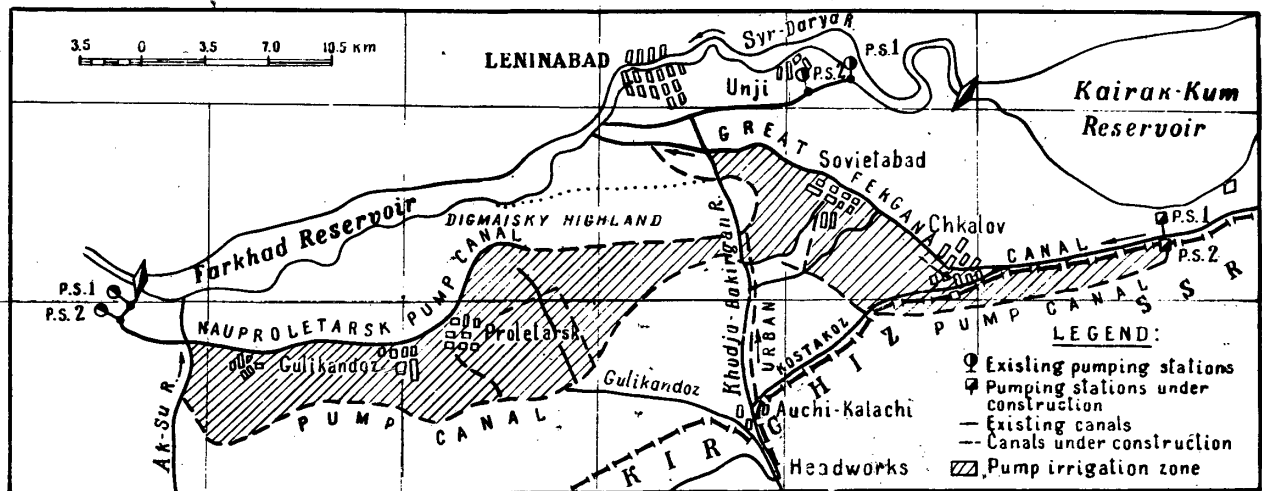 3.5 0 3.5 7.0 10.5 км
LENINABAD
Syr-Darya R.
P.S.1
P.S.2
Unji
Kairak-Kum
Reservoir
GREAT FERGANA CANAL
Sovietabad
Chkalov
P.S.1
P.S.2
Farkhad Reservoir
DIGMAISKY HIGHLAND
Khudja-Bakirgan R.
P.S.1
P.S.2
NAUPROLETARSK PUMP CANAL
Proletarsk
Gulikandoz
Ak-Su R.
PUMP CANAL
Gulikandoz
URBAN
KOSTAKOZ
PUMP CANAL
KIRGHIZ SSR
Auchi-Kalachi
Headworks
LEGEND:
Existing pumping stations
Pumping stations under
construction
Existing canals
Canals under construction
Pump irrigation zone